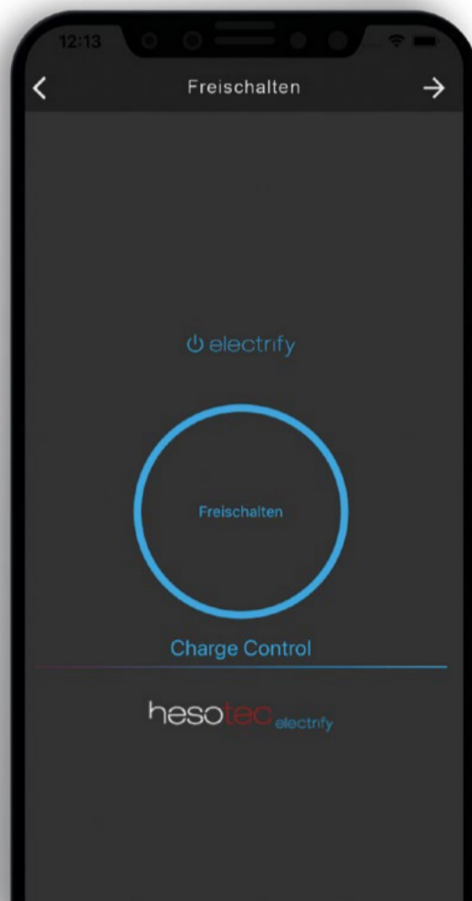 12:13
Freischalten
electrify
Freischalten
Charge Control
hesotec electrify